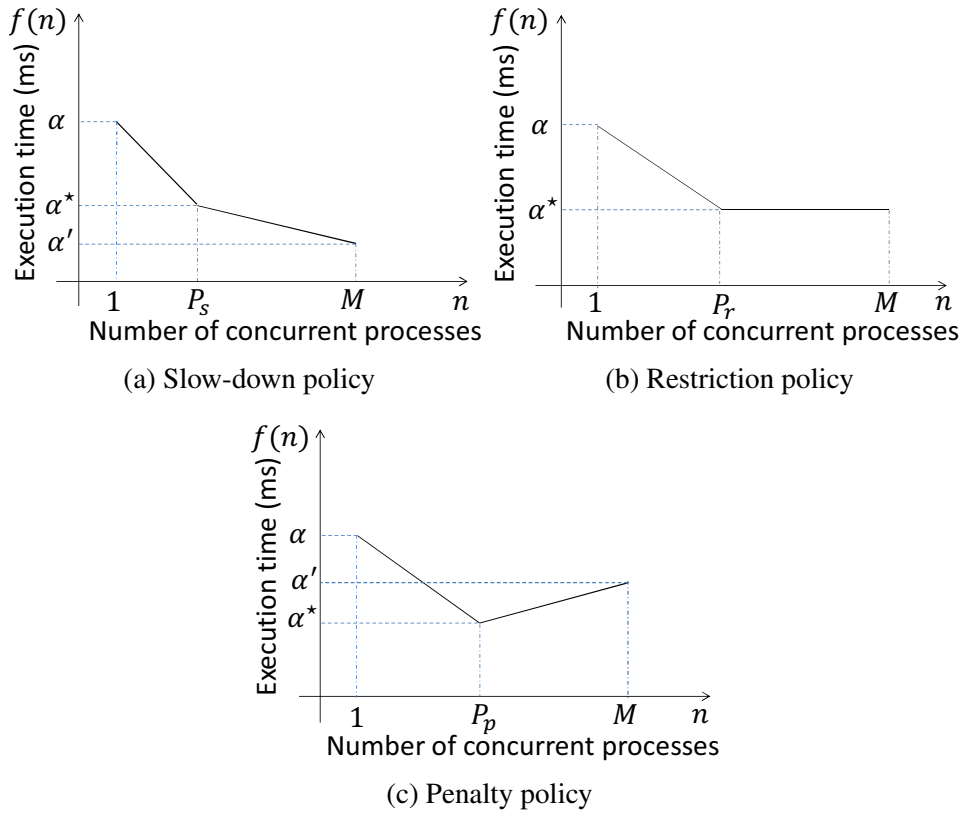 f(n)
Execution time (ms)
α
α*
α′
1 P_s M n
Number of concurrent processes
(a) Slow-down policy
f(n)
Execution time (ms)
α
α*
1 P_r M n
Number of concurrent processes
(b) Restriction policy
f(n)
Execution time (ms)
α
α′
α*
1 P_p M n
Number of concurrent processes
(c) Penalty policy